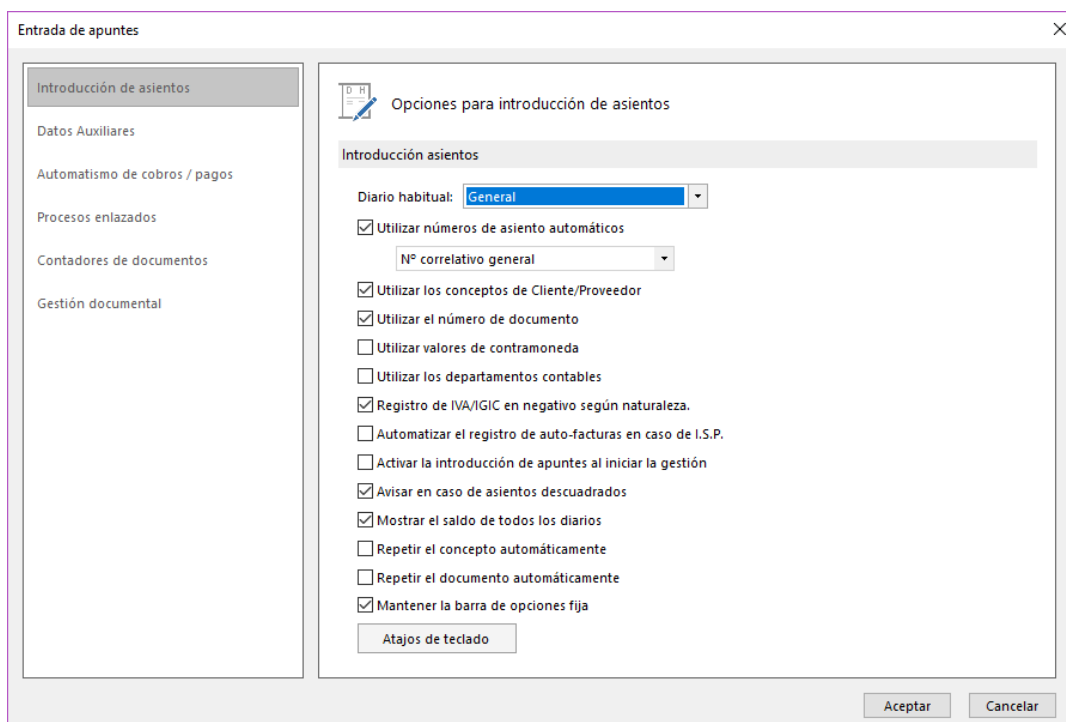 Entrada de apuntes
Introducción de asientos
Datos Auxiliares
Automatismo de cobros / pagos
Procesos enlazados
Contadores de documentos
Gestión documental
D H
Opciones para introducción de asientos
Introducción asientos
Diario habitual: General
Utilizar números de asiento automáticos
Nº correlativo general
Utilizar los conceptos de Cliente/Proveedor
Utilizar el número de documento
Utilizar valores de contramoneda
Utilizar los departamentos contables
Registro de IVA/IGIC en negativo según naturaleza.
Automatizar el registro de auto-facturas en caso de I.S.P.
Activar la introducción de apuntes al iniciar la gestión
Avisar en caso de asientos descuadrados
Mostrar el saldo de todos los diarios
Repetir el concepto automáticamente
Repetir el documento automáticamente
Mantener la barra de opciones fija
Atajos de teclado
Aceptar Cancelar